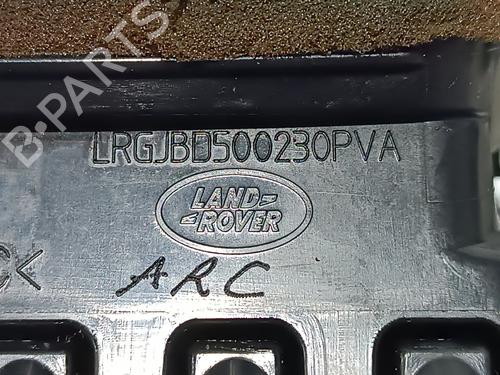 LRGJBD500230PVA
LAND-
-ROVER
C<
ARC
B-PARTS